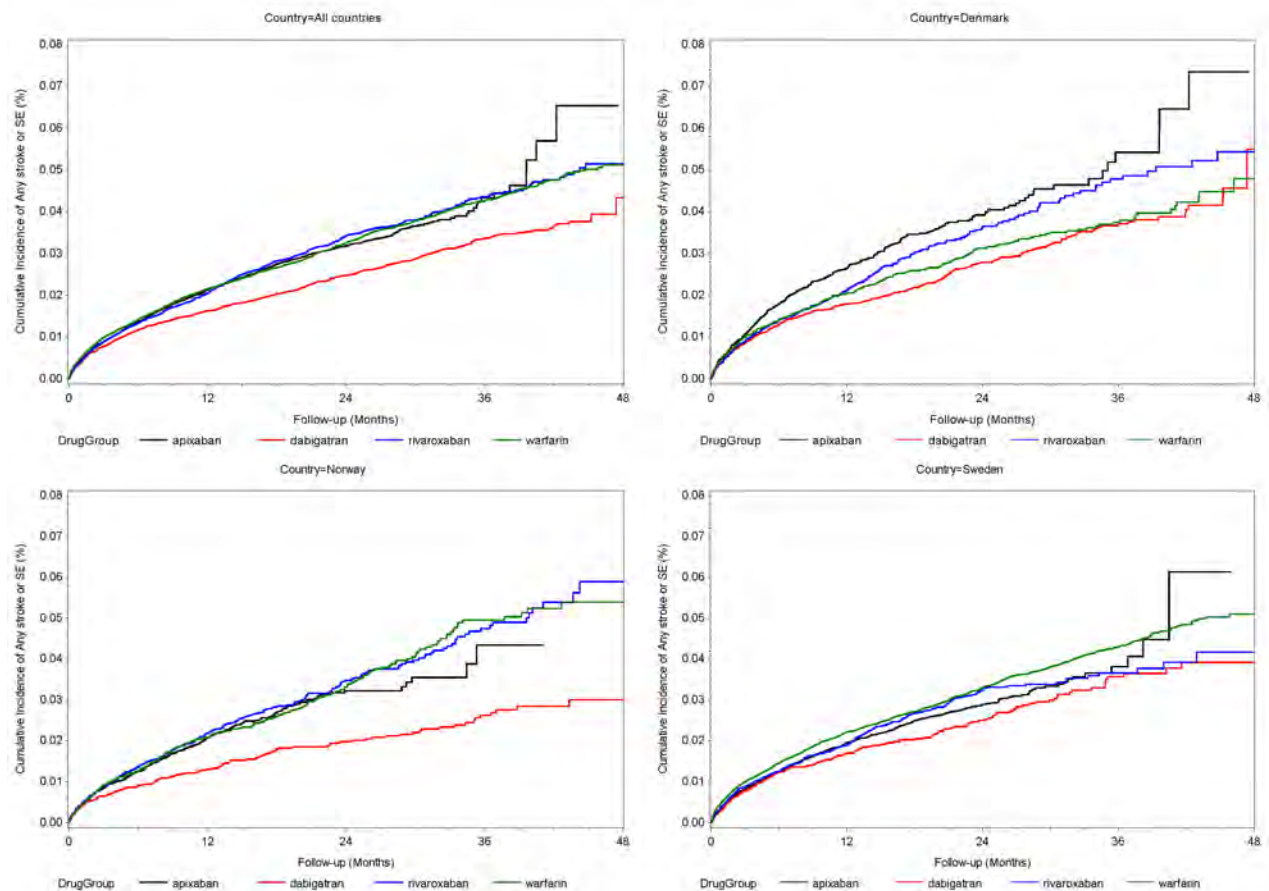 Country=All countries
Cumulative Incidence of Any stroke or SE (%)
0.08
0.07
0.06
0.05
0.04
0.03
0.02
0.01
0.00
0 12 24 36 48
Follow-up (Months)
DrugGroup apixaban dabigatran rivaroxaban warfarin
Country=Denmark
Cumulative Incidence of Any stroke or SE (%)
0.08
0.07
0.06
0.05
0.04
0.03
0.02
0.01
0.00
0 12 24 36 48
Follow-up (Months)
DrugGroup apixaban dabigatran rivaroxaban warfarin
Country=Norway
Cumulative Incidence of Any stroke or SE (%)
0.08
0.07
0.06
0.05
0.04
0.03
0.02
0.01
0.00
0 12 24 36 48
Follow-up (Months)
DrugGroup apixaban dabigatran rivaroxaban warfarin
Country=Sweden
Cumulative Incidence of Any stroke or SE (%)
0.08
0.07
0.06
0.05
0.04
0.03
0.02
0.01
0.00
0 12 24 36 48
Follow-up (Months)
DrugGroup apixaban dabigatran rivaroxaban warfarin